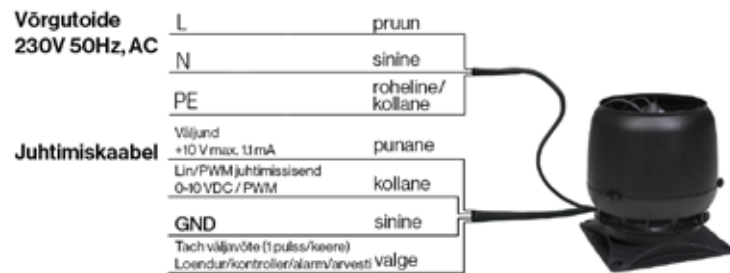 Võrgutoide
230V 50Hz, AC
L pruun
N sinine
PE roheline/
kollane
Juhtimiskaabel
Väljund
+10 V max. 1.1 mA punane
Lin/PWM juhtimissisend
0-10 VDC / PWM kollane
GND sinine
Tach väljavõte (1 pulss/keere)
Loendur/kontroller/alarm/arvesti valge